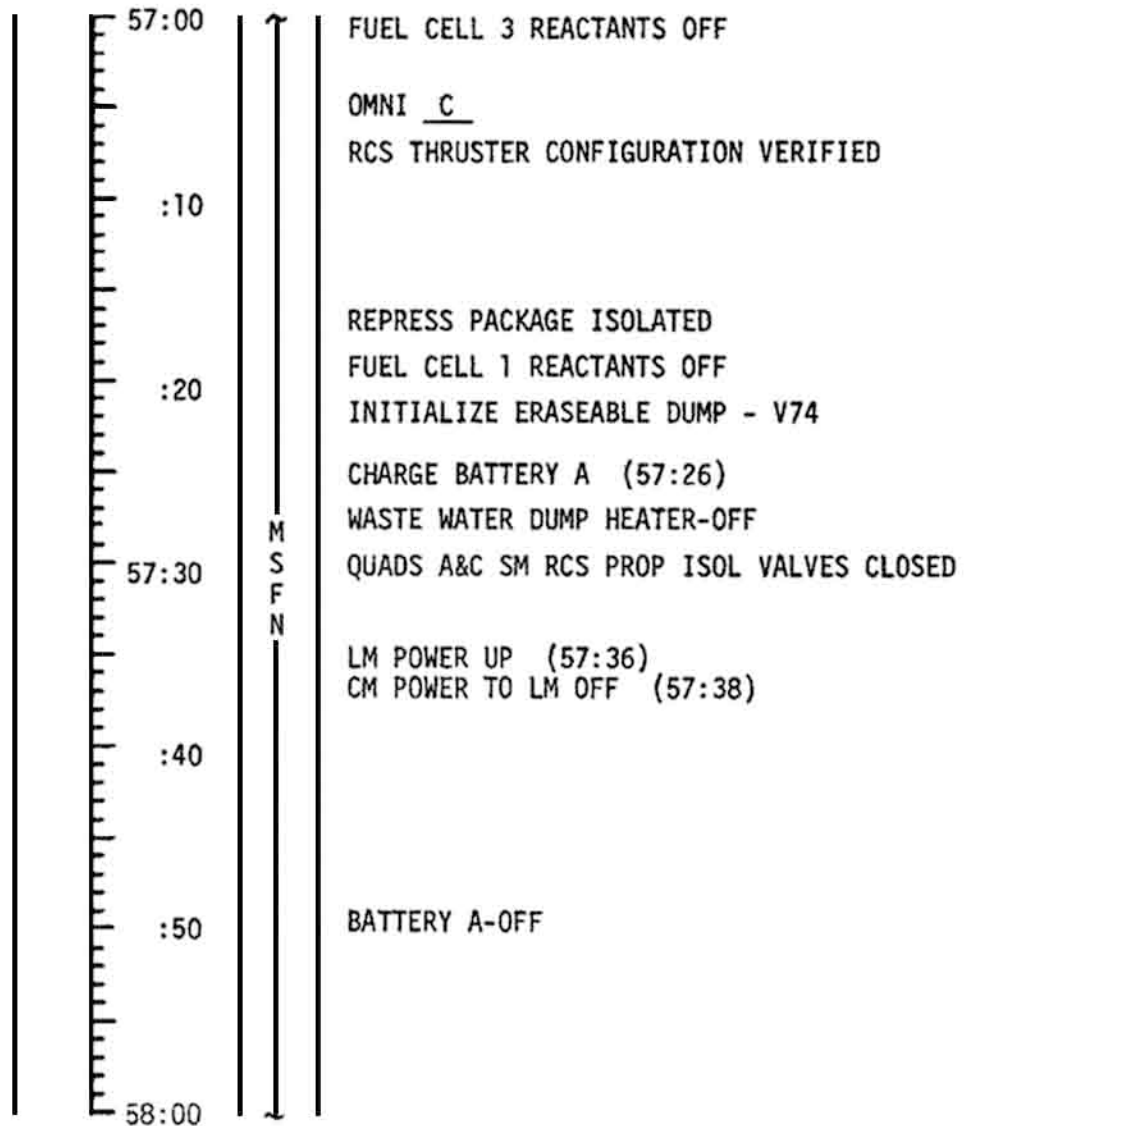 57:00
FUEL CELL 3 REACTANTS OFF
OMNI C
RCS THRUSTER CONFIGURATION VERIFIED
:10
REPRESS PACKAGE ISOLATED
FUEL CELL 1 REACTANTS OFF
:20
INITIALIZE ERASEABLE DUMP - V74
CHARGE BATTERY A (57:26)
WASTE WATER DUMP HEATER-OFF
MSFN
57:30
QUADS A&C SM RCS PROP ISOL VALVES CLOSED
LM POWER UP (57:36)
CM POWER TO LM OFF (57:38)
:40
:50
BATTERY A-OFF
58:00